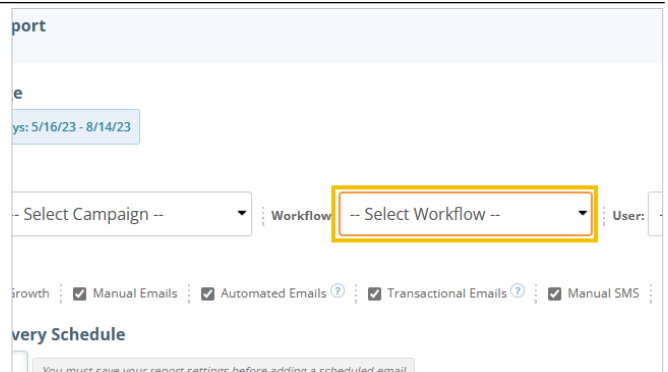 port
e
ys: 5/16/23 - 8/14/23
-- Select Campaign -- Workflow -- Select Workflow -- User: -
Growth Manual Emails Automated Emails ? Transactional Emails ? Manual SMS
very Schedule
You must save your report settings before adding a scheduled email